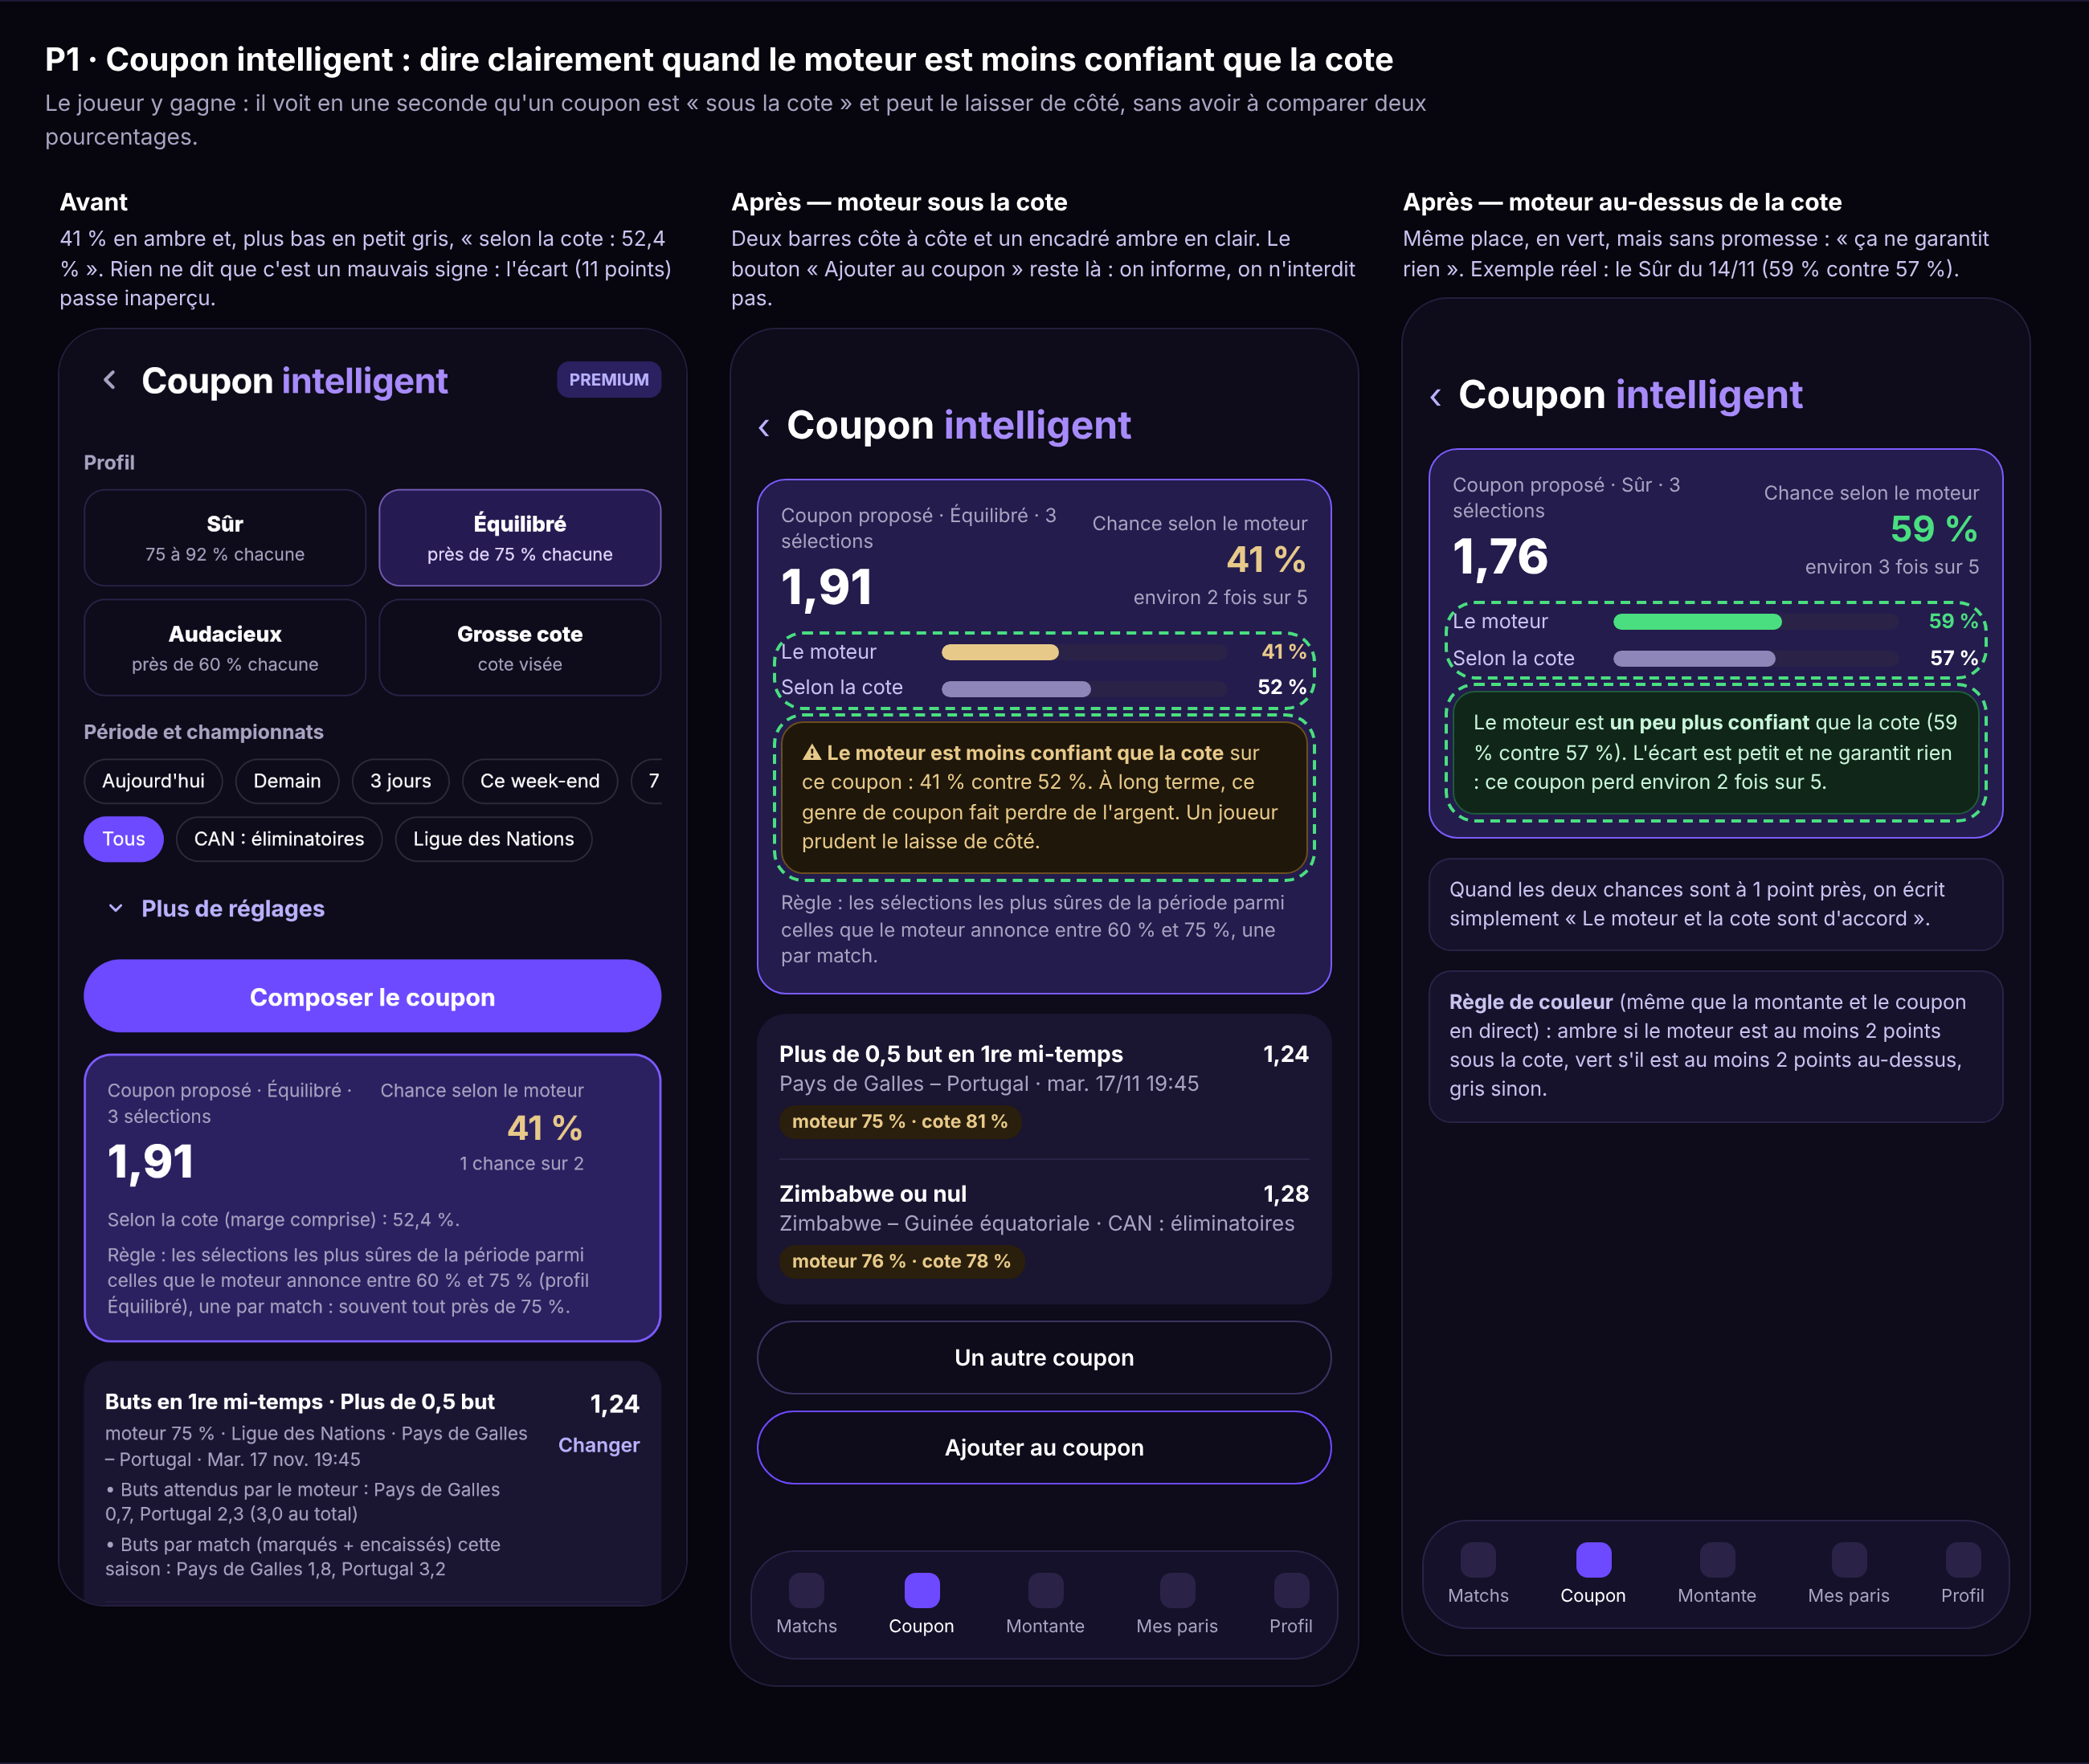 P1 · Coupon intelligent : dire clairement quand le moteur est moins confiant que la cote
Le joueur y gagne : il voit en une seconde qu'un coupon est « sous la cote » et peut le laisser de côté, sans avoir à comparer deux
pourcentages.
Avant
41 % en ambre et, plus bas en petit gris, « selon la cote : 52,4
% ». Rien ne dit que c'est un mauvais signe : l'écart (11 points)
passe inaperçu.
Coupon intelligent
PREMIUM
Profil
Sûr
75 à 92 % chacune
Équilibré
près de 75 % chacune
Audacieux
près de 60 % chacune
Grosse cote
cote visée
Période et championnats
Aujourd'hui
Demain
3 jours
Ce week-end
7
Tous
CAN : éliminatoires
Ligue des Nations
Plus de réglages
Composer le coupon
Coupon proposé · Équilibré ·
3 sélections
1,91
Chance selon le moteur
41 %
1 chance sur 2
Selon la cote (marge comprise) : 52,4 %.
Règle : les sélections les plus sûres de la période parmi
celles que le moteur annonce entre 60 % et 75 % (profil
Équilibré), une par match : souvent tout près de 75 %.
Buts en 1re mi-temps · Plus de 0,5 but
1,24
moteur 75 % · Ligue des Nations · Pays de Galles
– Portugal · Mar. 17 nov. 19:45
Changer
• Buts attendus par le moteur : Pays de Galles
0,7, Portugal 2,3 (3,0 au total)
• Buts par match (marqués + encaissés) cette
saison : Pays de Galles 1,8, Portugal 3,2
Après — moteur sous la cote
Deux barres côte à côte et un encadré ambre en clair. Le
bouton « Ajouter au coupon » reste là : on informe, on n'interdit
pas.
‹ Coupon intelligent
Coupon proposé · Équilibré · 3
sélections
1,91
Chance selon le moteur
41 %
environ 2 fois sur 5
Le moteur 41 %
Selon la cote 52 %
⚠ Le moteur est moins confiant que la cote sur
ce coupon : 41 % contre 52 %. À long terme, ce
genre de coupon fait perdre de l'argent. Un joueur
prudent le laisse de côté.
Règle : les sélections les plus sûres de la période parmi
celles que le moteur annonce entre 60 % et 75 %, une
par match.
Plus de 0,5 but en 1re mi-temps 1,24
Pays de Galles – Portugal · mar. 17/11 19:45
moteur 75 % · cote 81 %
Zimbabwe ou nul 1,28
Zimbabwe – Guinée équatoriale · CAN : éliminatoires
moteur 76 % · cote 78 %
Un autre coupon
Ajouter au coupon
Matchs
Coupon
Montante
Mes paris
Profil
Après — moteur au-dessus de la cote
Même place, en vert, mais sans promesse : « ça ne garantit
rien ». Exemple réel : le Sûr du 14/11 (59 % contre 57 %).
‹ Coupon intelligent
Coupon proposé · Sûr · 3
sélections
1,76
Chance selon le moteur
59 %
environ 3 fois sur 5
Le moteur 59 %
Selon la cote 57 %
Le moteur est un peu plus confiant que la cote (59
% contre 57 %). L'écart est petit et ne garantit rien
: ce coupon perd environ 2 fois sur 5.
Quand les deux chances sont à 1 point près, on écrit
simplement « Le moteur et la cote sont d'accord ».
Règle de couleur (même que la montante et le coupon
en direct) : ambre si le moteur est au moins 2 points
sous la cote, vert s'il est au moins 2 points au-dessus,
gris sinon.
Matchs
Coupon
Montante
Mes paris
Profil